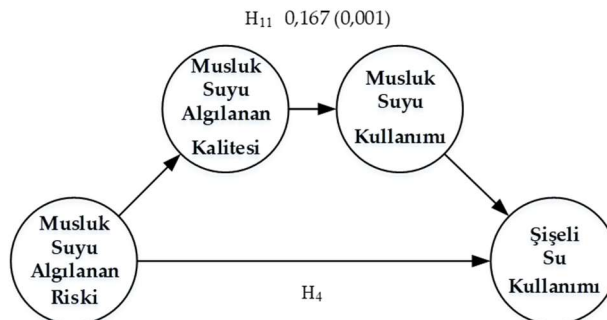 H₁₁ 0,167 (0,001)
Musluk
Suyu
Algılanan
Kalitesi
Musluk
Suyu
Kullanımı
Musluk
Suyu
Algılanan
Riski
Şişeli
Su
Kullanımı
H₄